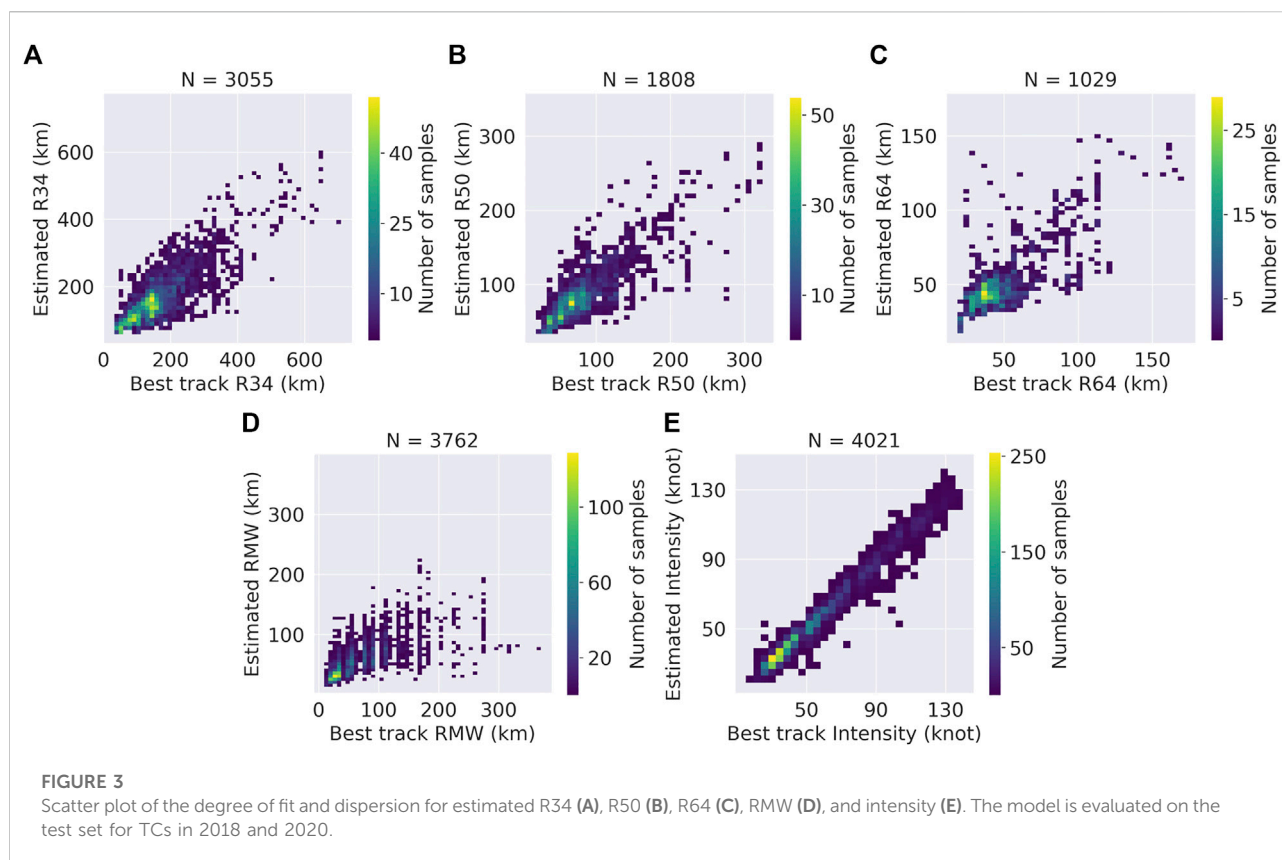 A
N = 3055
Estimated R34 (km)
600
400
200
0 200 400 600
Best track R34 (km)
40
25
10
Number of samples
B
N = 1808
Estimated R50 (km)
300
200
100
100 200 300
Best track R50 (km)
50
30
10
Number of samples
C
N = 1029
Estimated R64 (km)
150
100
50
50 100 150
Best track R64 (km)
25
15
5
Number of samples
D
N = 3762
Estimated RMW (km)
300
200
100
0 100 200 300
Best track RMW (km)
100
60
20
Number of samples
E
N = 4021
Estimated Intensity (knot)
130
90
50
50 90 130
Best track Intensity (knot)
250
150
50
Number of samples
FIGURE 3
Scatter plot of the degree of fit and dispersion for estimated R34 (A), R50 (B), R64 (C), RMW (D), and intensity (E). The model is evaluated on the
test set for TCs in 2018 and 2020.